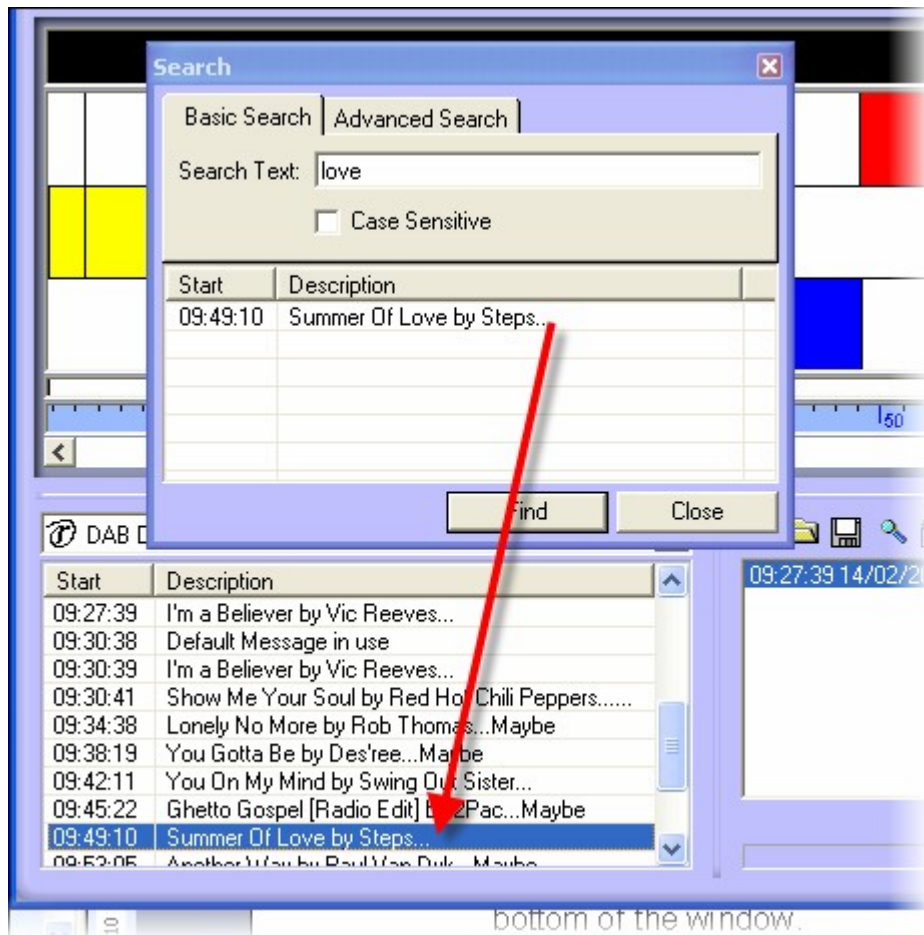 Search
Basic Search Advanced Search
Search Text: love
Case Sensitive
Start Description
09:49:10 Summer Of Love by Steps...
50
Find Close
DAB
Start Description
09:27:39 14/02/2
09:27:39 I'm a Believer by Vic Reeves...
09:30:38 Default Message in use
09:30:39 I'm a Believer by Vic Reeves...
09:30:41 Show Me Your Soul by Red Hot Chili Peppers......
09:34:38 Lonely No More by Rob Thomas...Maybe
09:38:19 You Gotta Be by Des'ree...Maybe
09:42:11 You On My Mind by Swing Out Sister...
09:45:22 Ghetto Gospel [Radio Edit] by 2Pac...Maybe
09:49:10 Summer Of Love by Steps...
09:53:05 Another Way by Paul Van Dyk...Maybe
10
bottom of the window.